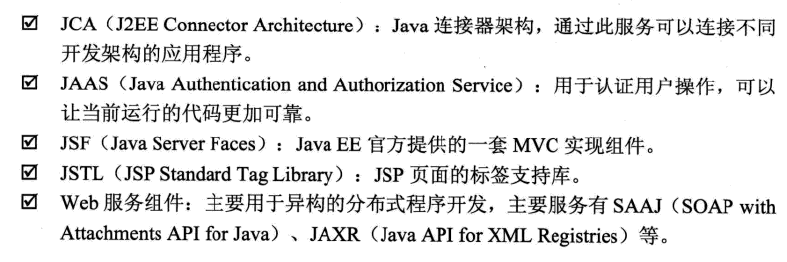 ☑ JCA（J2EE Connector Architecture）：Java 连接器架构，通过此服务可以连接不同
开发架构的应用程序。
☑ JAAS（Java Authentication and Authorization Service）：用于认证用户操作，可以
让当前运行的代码更加可靠。
☑ JSF（Java Server Faces）：Java EE 官方提供的一套 MVC 实现组件。
☑ JSTL（JSP Standard Tag Library）：JSP 页面的标签支持库。
☑ Web 服务组件：主要用于异构的分布式程序开发，主要服务有 SAAJ（SOAP with
Attachments API for Java）、JAXR（Java API for XML Registries）等。